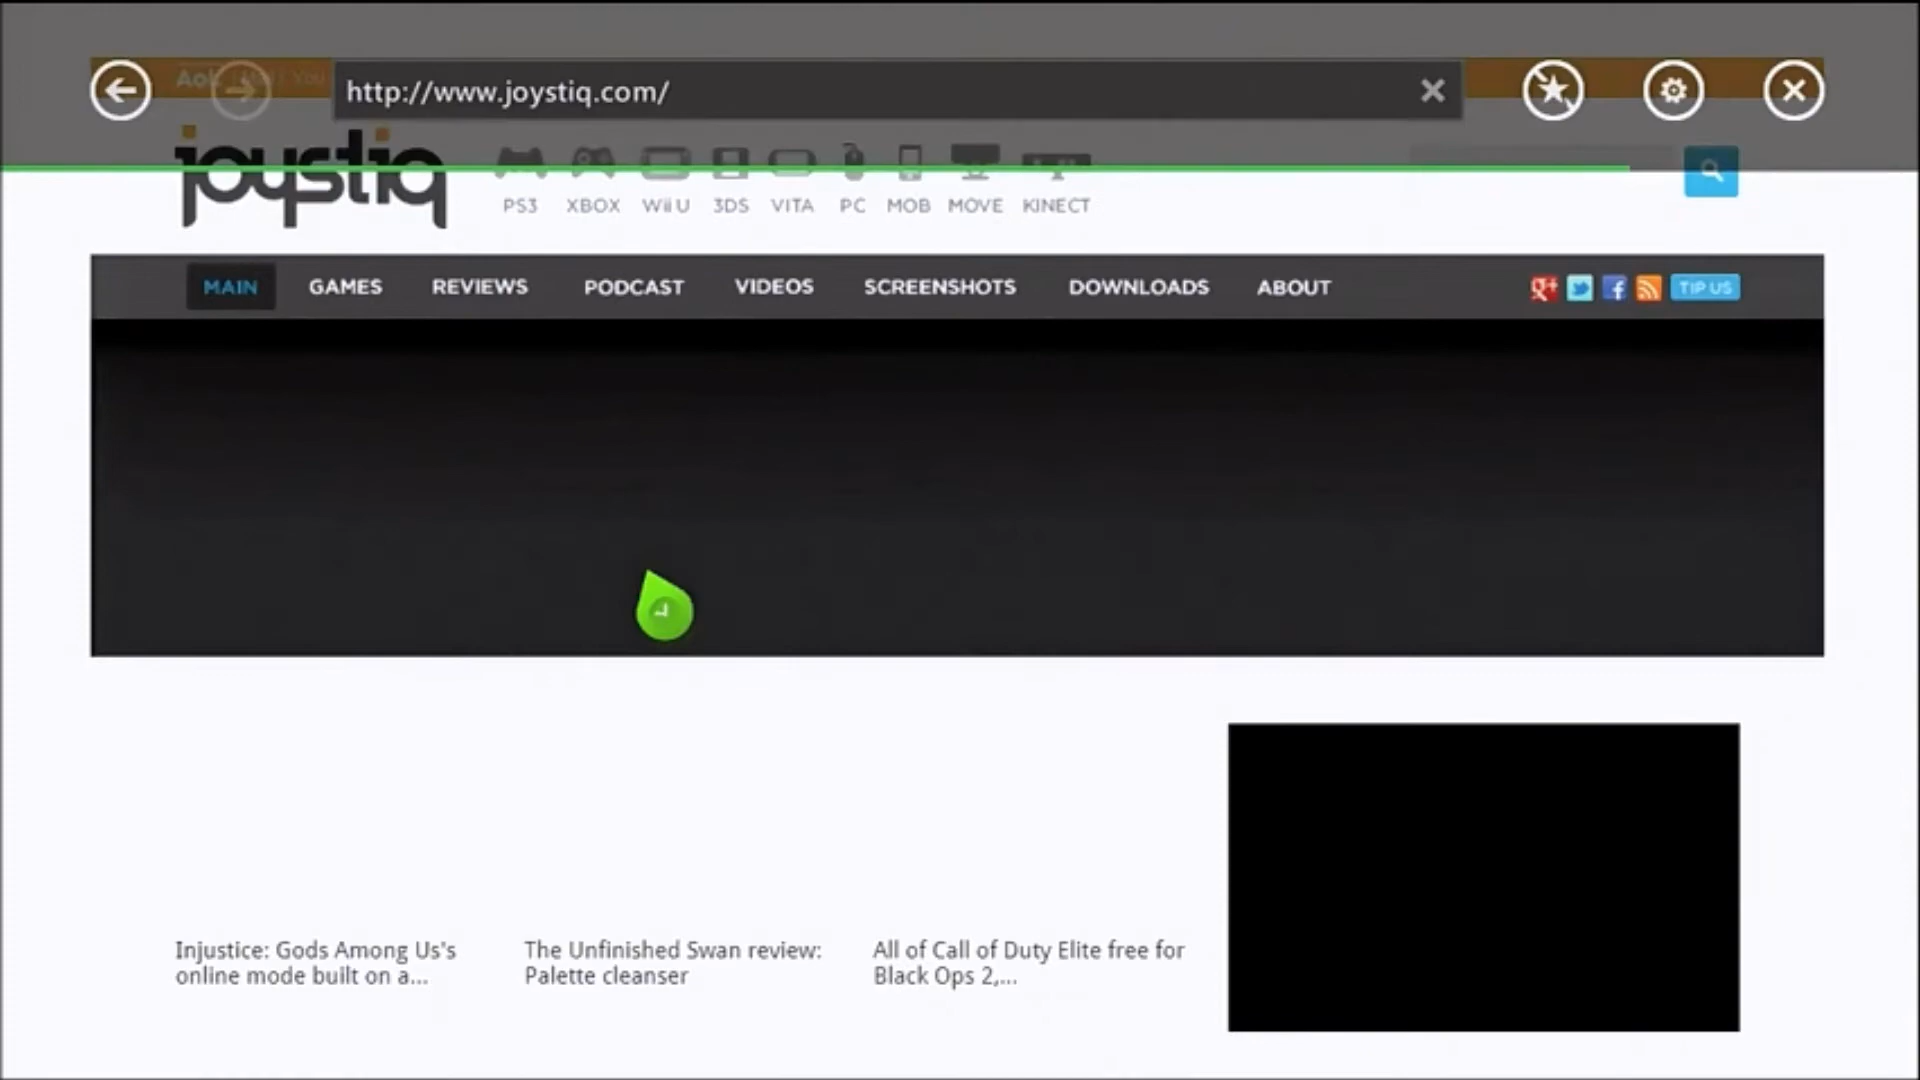 http://www.joystiq.com/
joystiq
PS3 XBOX Wii U 3DS VITA PC MOB MOVE KINECT
MAIN GAMES REVIEWS PODCAST VIDEOS SCREENSHOTS DOWNLOADS ABOUT TIP US
Injustice: Gods Among Us's
online mode built on a...
The Unfinished Swan review:
Palette cleanser
All of Call of Duty Elite free for
Black Ops 2,...